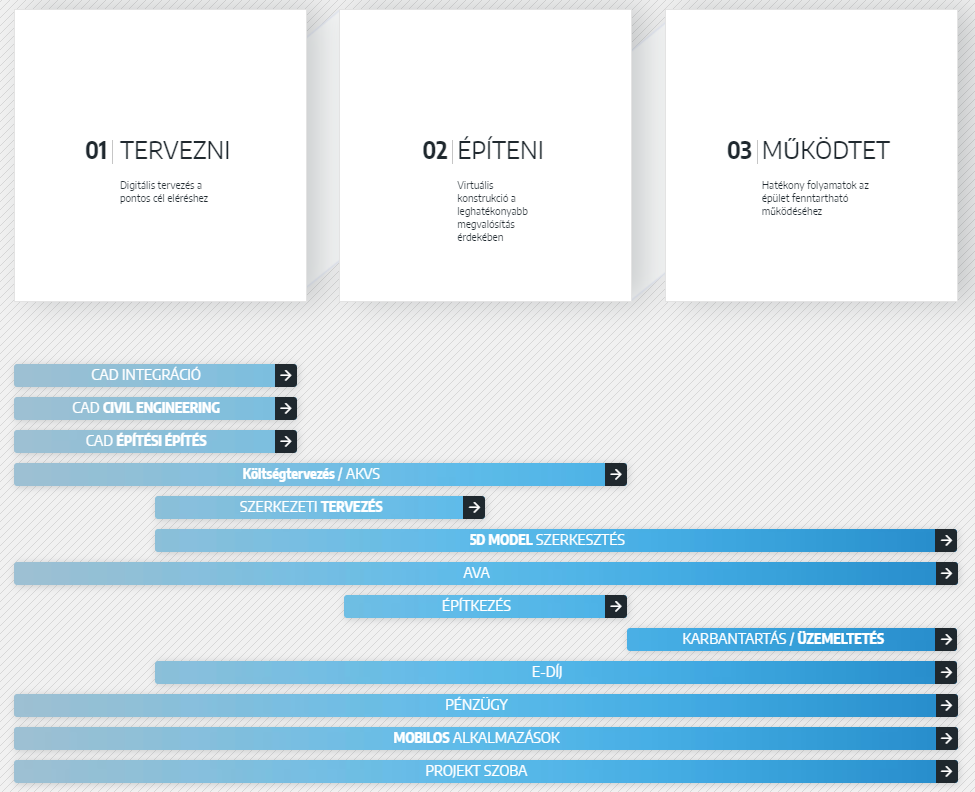 01 TERVEZNI
Digitális tervezés a
pontos cél eléréshez
02 ÉPÍTENI
Virtuális
konstrukció a
leghatékonyabb
megvalósítás
érdekében
03 MŰKÖDTET
Hatékony folyamatok az
épület fenntartható
működéséhez
CAD INTEGRÁCIÓ
CAD CIVIL ENGINEERING
CAD ÉPÍTÉSI ÉPÍTÉS
Költségtervezés / AKVS
SZERKEZETI TERVEZÉS
5D MODEL SZERKESZTÉS
AVA
ÉPÍTKEZÉS
KARBANTARTÁS / ÜZEMELTETÉS
E-DÍJ
PÉNZÜGY
MOBILOS ALKALMAZÁSOK
PROJEKT SZOBA